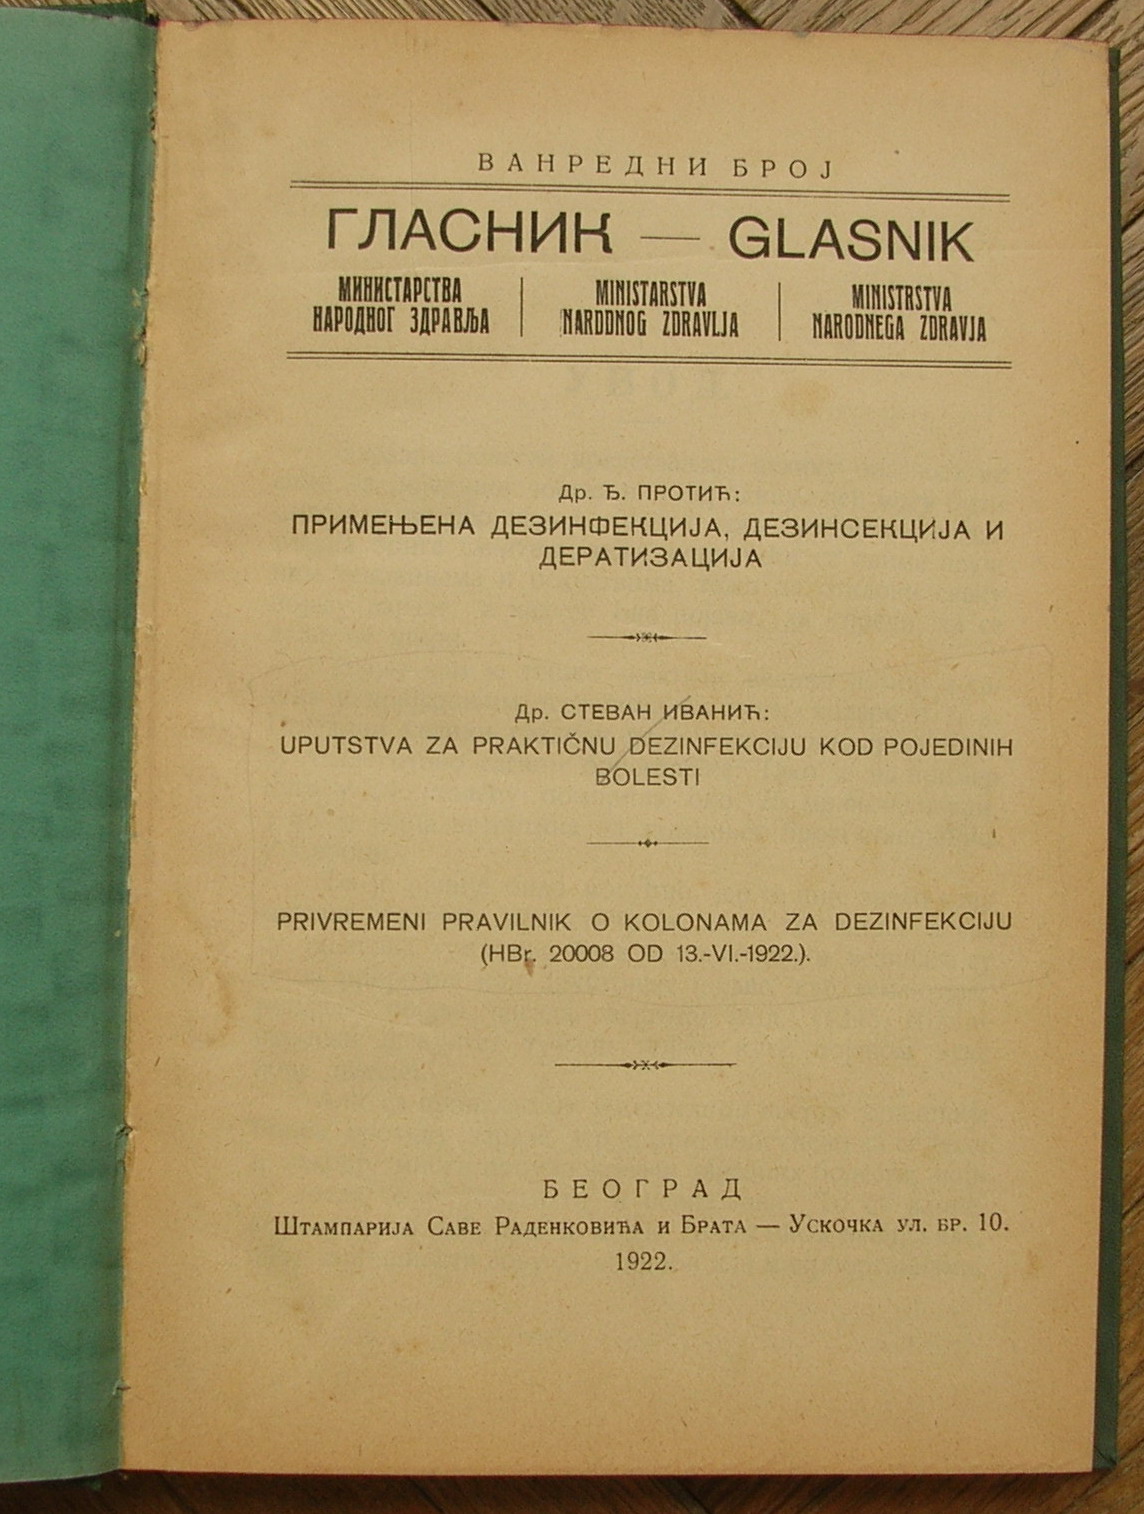 ВАНРЕДНИ БРОЈ
ГЛАСНИК — GLASNIK
МИНИСТАРСТВА
НАРОДНОГ ЗДРАВЉА
MINISTARSTVA
NARDDNOG ZDRAVLJA
MINISTRSTVA
NARODNEGA ZDRAVJA
Др. Ђ. ПРОТИЋ:
ПРИМЕЊЕНА ДЕЗИНФЕКЦИЈА, ДЕЗИНСЕКЦИЈА И
ДЕРАТИЗАЦИЈА
Др. СТЕВАН ИВАНИЋ:
UPUTSTVA ZA PRAKTIČNU DEZINFEKCIJU KOD POJEDINIH
BOLESTI
PRIVREMENI PRAVILNIK O KOLONAMA ZA DEZINFEKCIJU
(HBr. 20008 OD 13.-VI.-1922.).
БЕОГРАД
Штампарија Саве Раденковића и Брата — Ускочка ул. бр. 10.
1922.